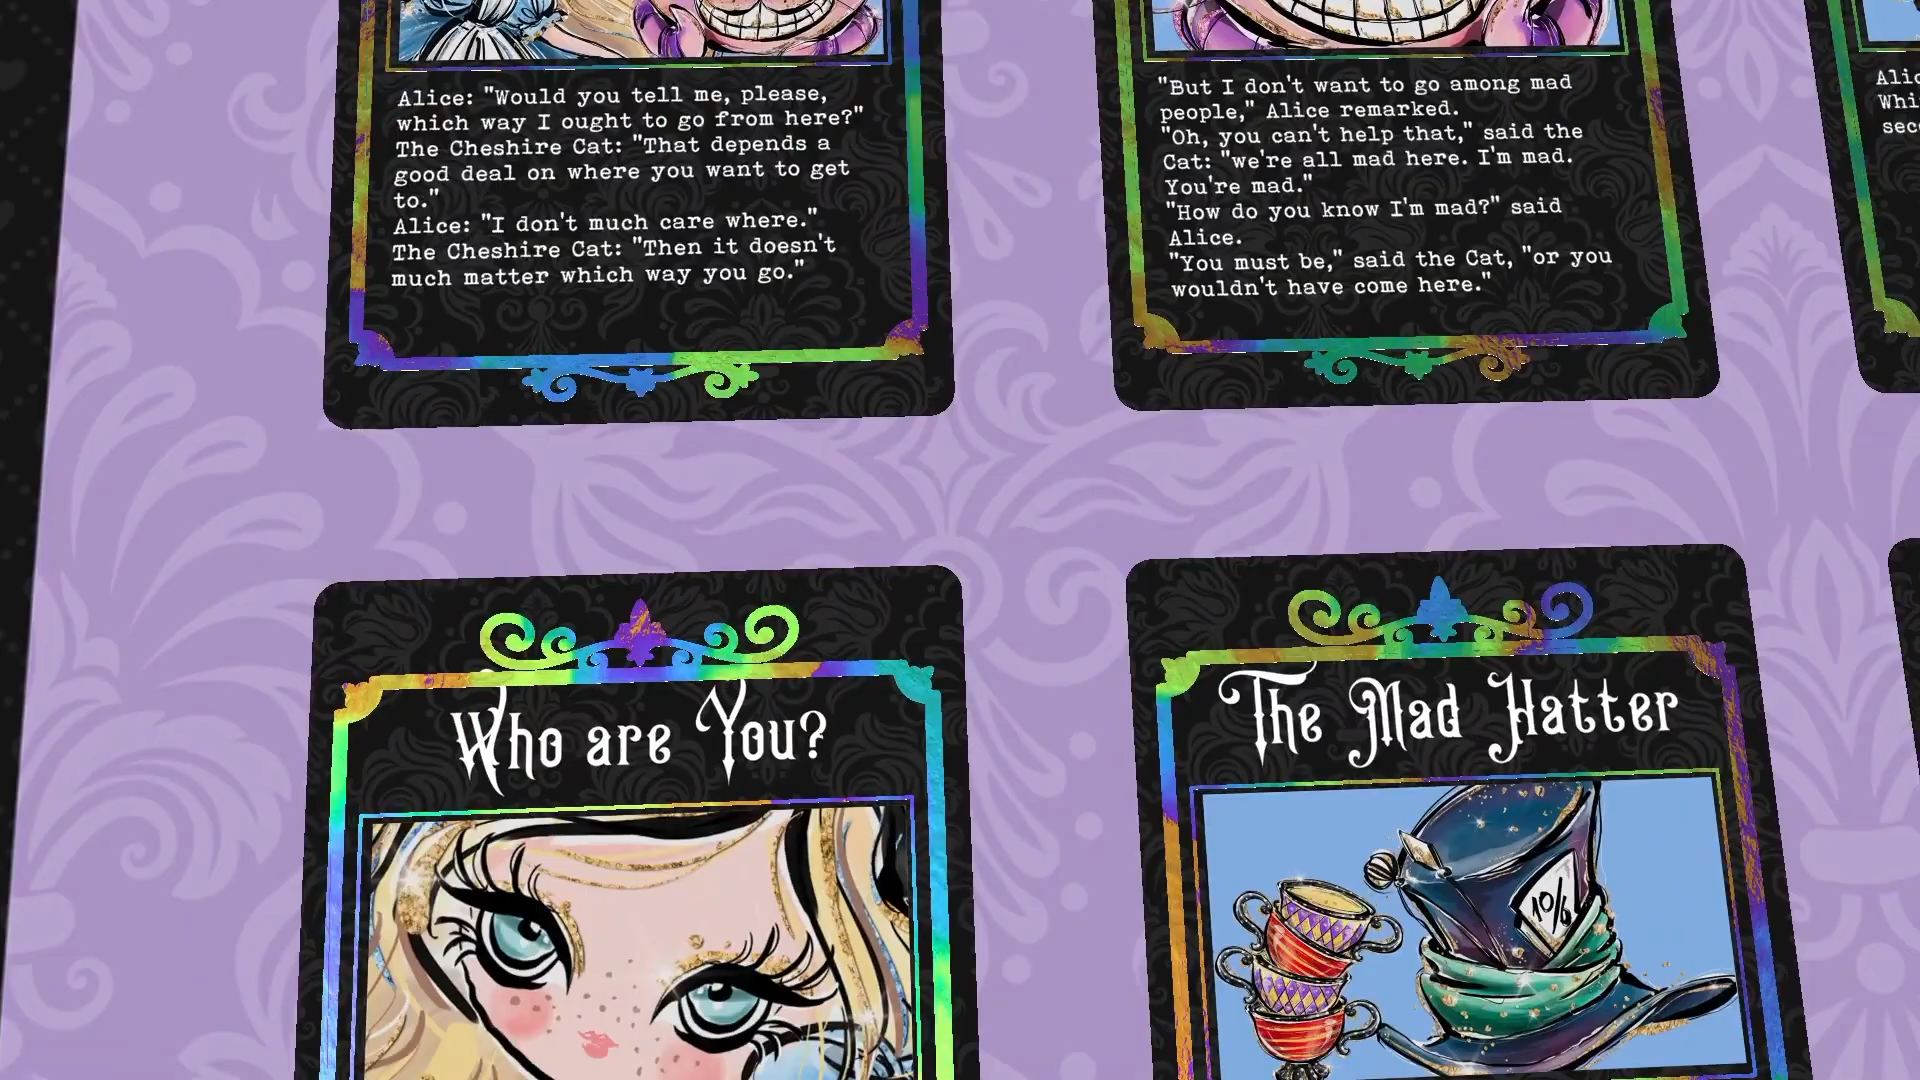 Alice: "Would you tell me, please,
which way I ought to go from here?"
The Cheshire Cat: "That depends a
good deal on where you want to get
to."
Alice: "I don't much care where."
The Cheshire Cat: "Then it doesn't
much matter which way you go."
"But I don't want to go among mad
people," Alice remarked.
"Oh, you can't help that," said the
Cat: "we're all mad here. I'm mad.
You're mad."
"How do you know I'm mad?" said
Alice.
"You must be," said the Cat, "or you
wouldn't have come here."
Who are You?
The Mad Hatter
10/6